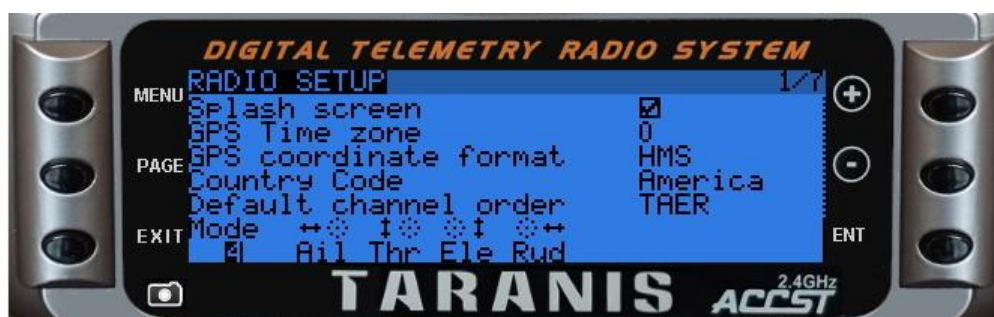 DIGITAL TELEMETRY RADIO SYSTEM
RADIO SETUP 1/7
MENU
Splash screen
GPS Time zone 0
PAGE
GPS coordinate format HMS
Country Code America
Default channel order TAER
EXIT
Mode
ENT
Ail Thr Ele Rud
TARANIS
2.4GHz
ACCST